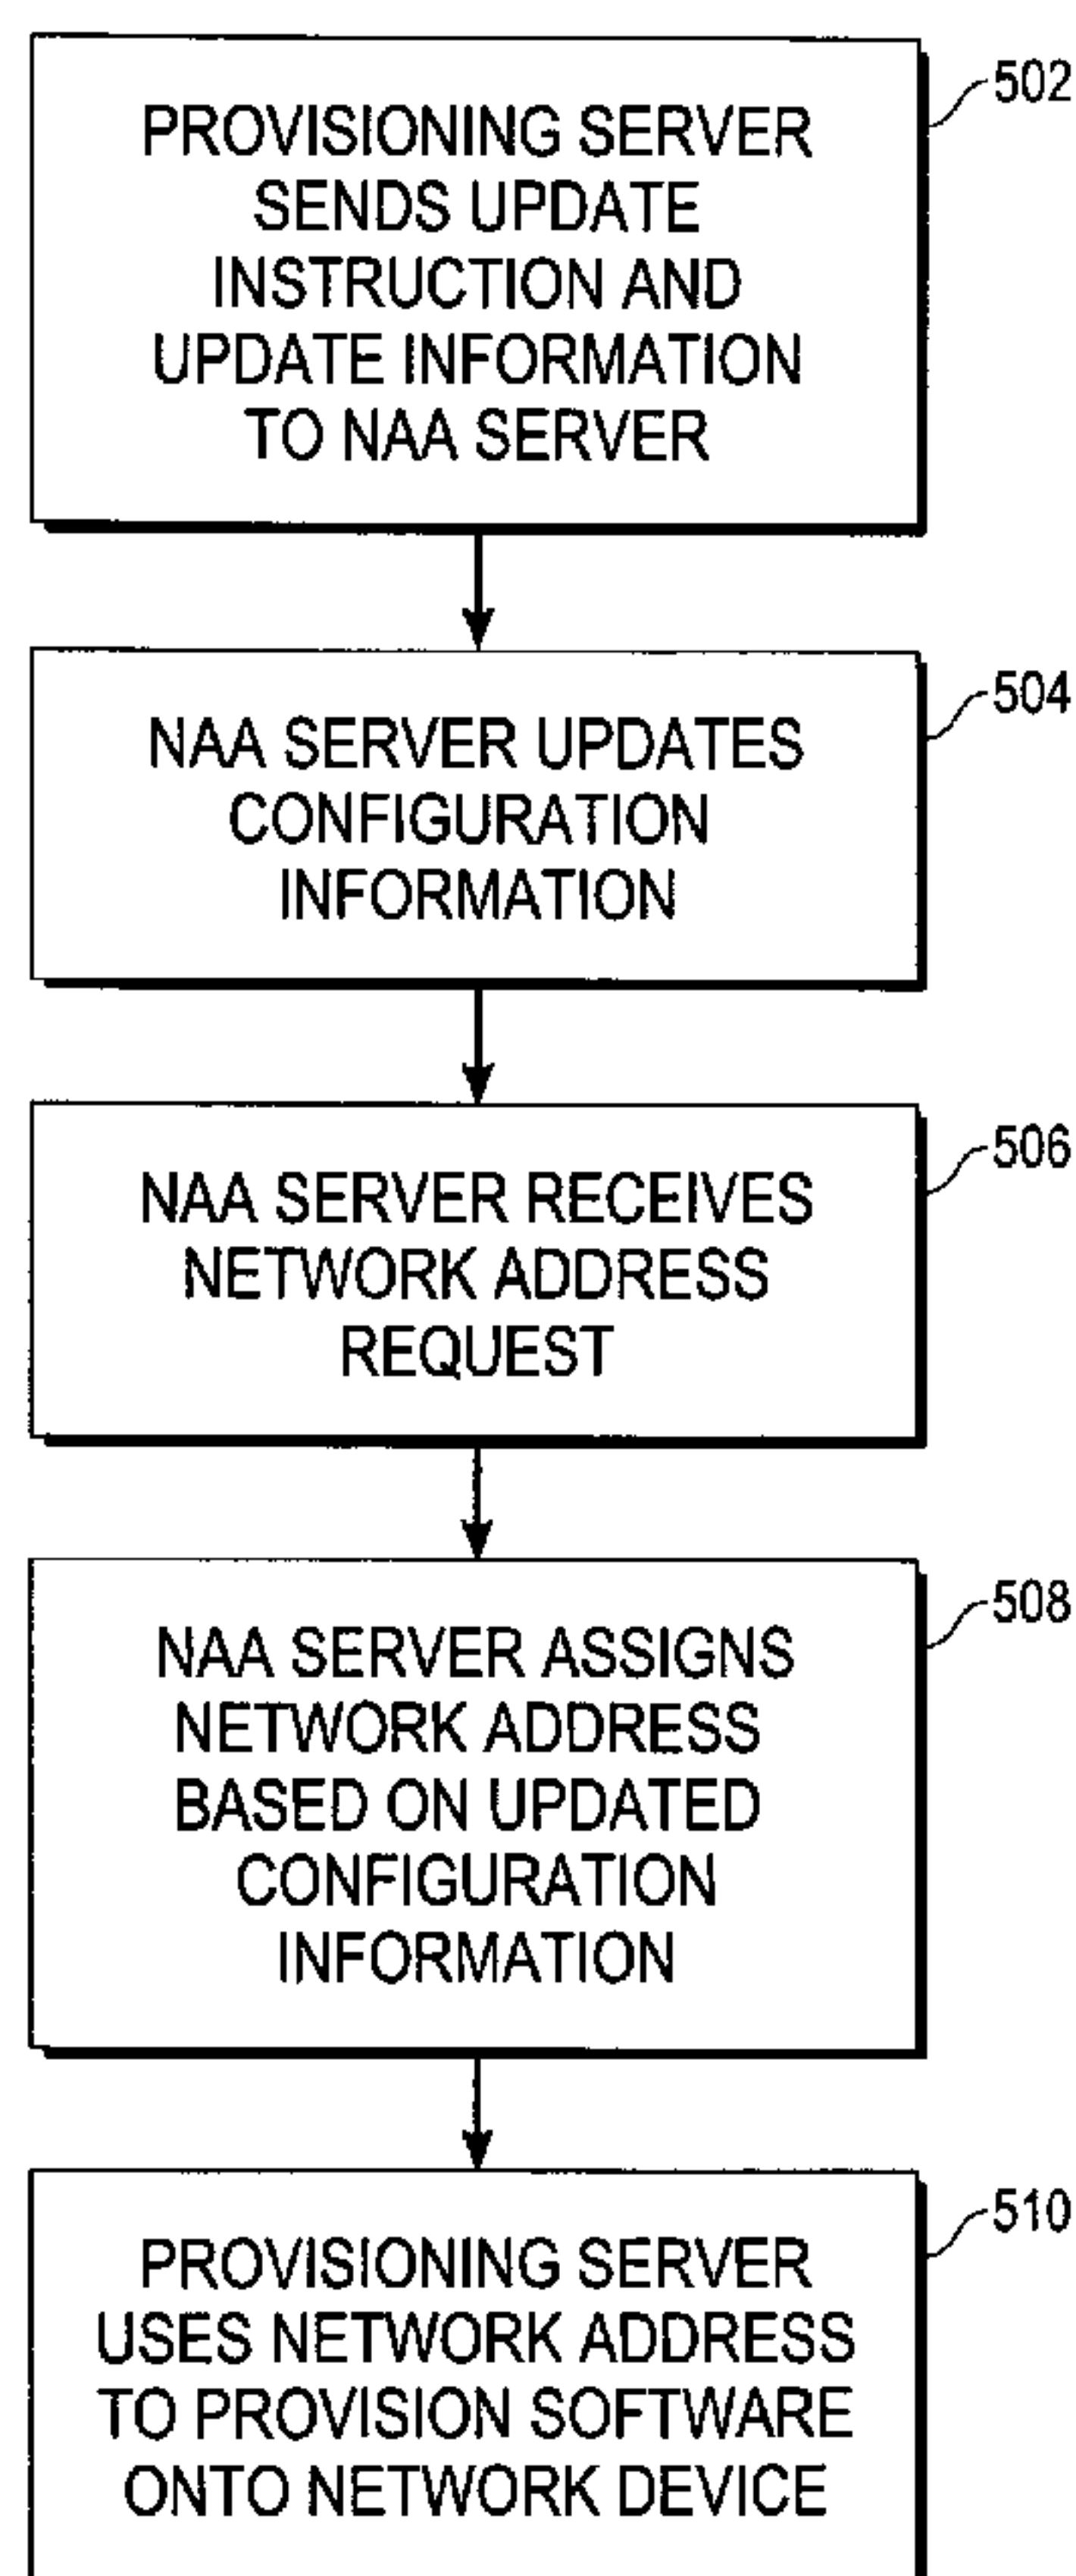 502
PROVISIONING SERVER
SENDS UPDATE
INSTRUCTION AND
UPDATE INFORMATION
TO NAA SERVER
504
NAA SERVER UPDATES
CONFIGURATION
INFORMATION
506
NAA SERVER RECEIVES
NETWORK ADDRESS
REQUEST
508
NAA SERVER ASSIGNS
NETWORK ADDRESS
BASED ON UPDATED
CONFIGURATION
INFORMATION
510
PROVISIONING SERVER
USES NETWORK ADDRESS
TO PROVISION SOFTWARE
ONTO NETWORK DEVICE